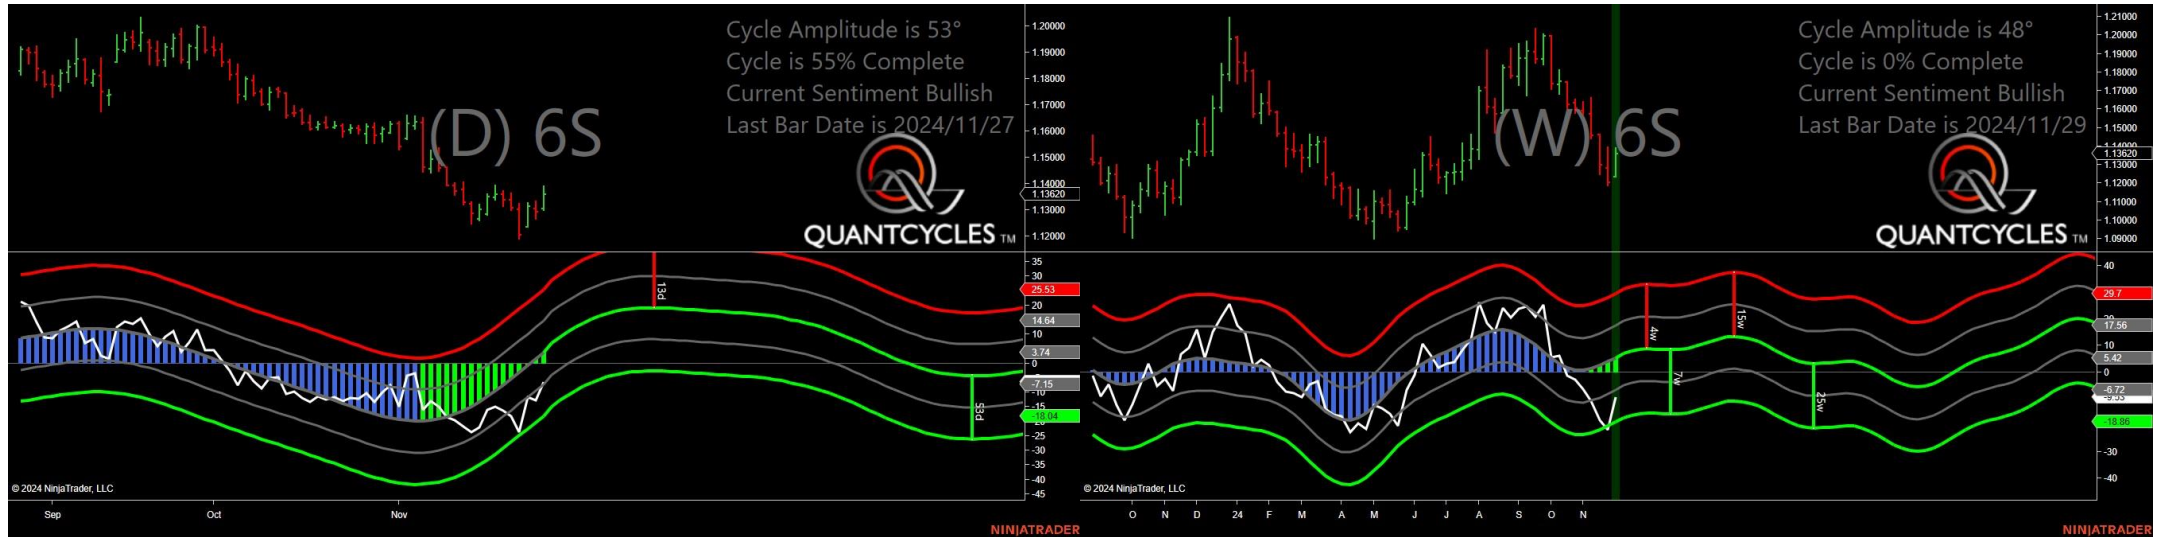 Cycle Amplitude is 53°
Cycle is 55% Complete
Current Sentiment Bullish
Last Bar Date is 2024/11/27
(D) 6S
QUANTCYCLES TM
1.20000
1.19000
1.18000
1.17000
1.16000
1.15000
1.14000
1.13620
1.13000
1.12000
13d
53d
35
30
25.53
20
14.64
10
3.74
0
-7.15
-10
-15
-18.04
-25
-30
-35
-40
-45
© 2024 NinjaTrader, LLC
Sep
Oct
Nov
NINJATRADER
Cycle Amplitude is 48°
Cycle is 0% Complete
Current Sentiment Bullish
Last Bar Date is 2024/11/29
(W) 6S
QUANTCYCLES TM
1.21000
1.20000
1.19000
1.18000
1.17000
1.16000
1.15000
1.13620
1.13000
1.12000
1.11000
1.10000
1.09000
4w
7w
15w
25w
40
29.7
17.56
10
5.42
0
-6.72
-9.53
-18.86
-30
-40
© 2024 NinjaTrader, LLC
O N D 24 F M A M J J A S O N
NINJATRADER